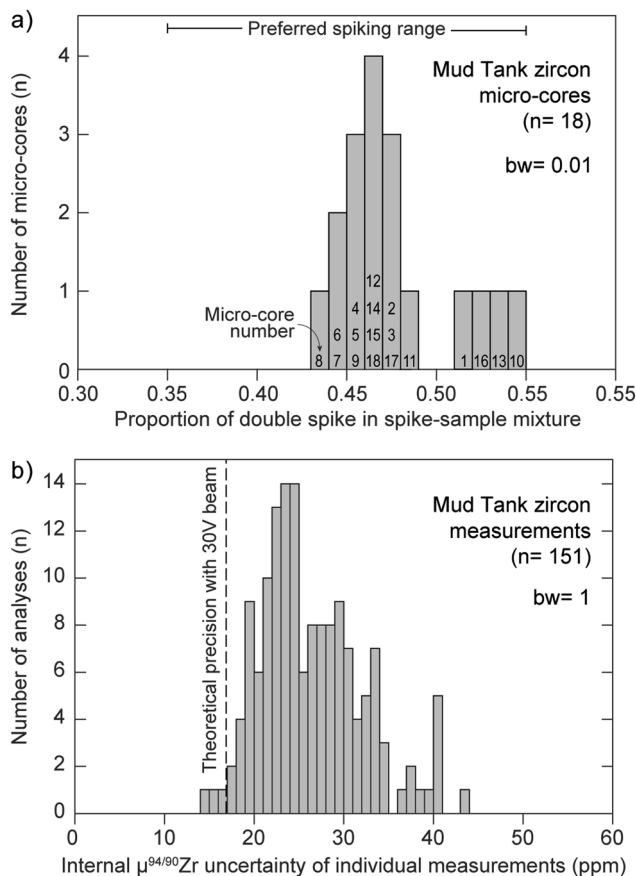 a)
Preferred spiking range
Mud Tank zircon
micro-cores
(n= 18)
bw= 0.01
Number of micro-cores (n)
4
3
2
1
0
Micro-core
number
12
4 14 2
6 5 15 3
8 7 9 18 17 11 1 16 13 10
0.30 0.35 0.40 0.45 0.50 0.55 0.55
Proportion of double spike in spike-sample mixture
b)
Theoretical precision with 30V beam
Mud Tank zircon
measurements
(n= 151)
bw= 1
Number of analyses (n)
14
12
10
8
6
4
2
0
0 10 20 30 40 50 60
Internal μ⁹⁴/⁹⁰Zr uncertainty of individual measurements (ppm)